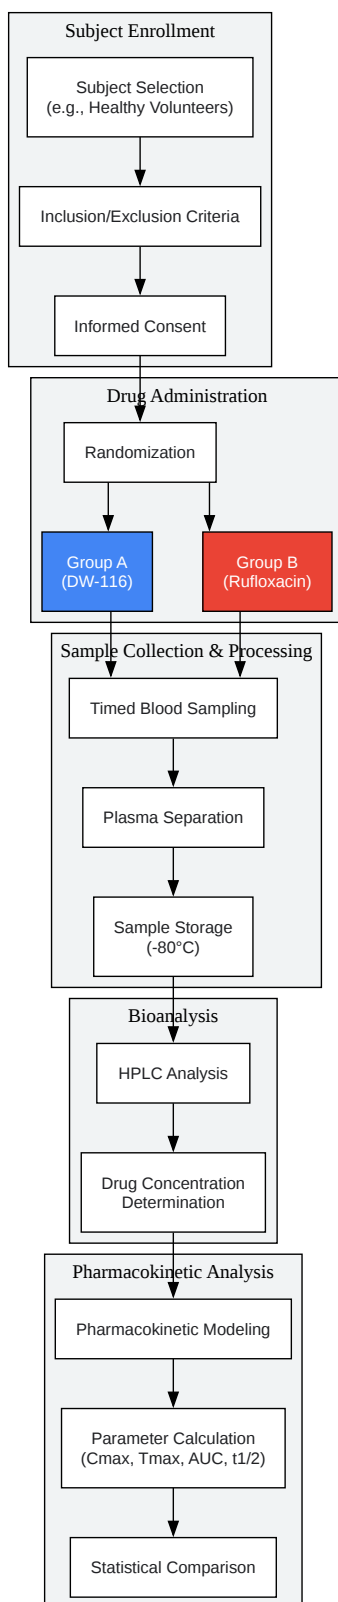 Subject Enrollment
Subject Selection
(e.g., Healthy Volunteers)
Inclusion/Exclusion Criteria
Informed Consent
Drug Administration
Randomization
Group A
(DW-116)
Group B
(Rufloxacin)
Sample Collection & Processing
Timed Blood Sampling
Plasma Separation
Sample Storage
(-80°C)
Bioanalysis
HPLC Analysis
Drug Concentration
Determination
Pharmacokinetic Analysis
Pharmacokinetic Modeling
Parameter Calculation
(Cmax, Tmax, AUC, t1/2)
Statistical Comparison